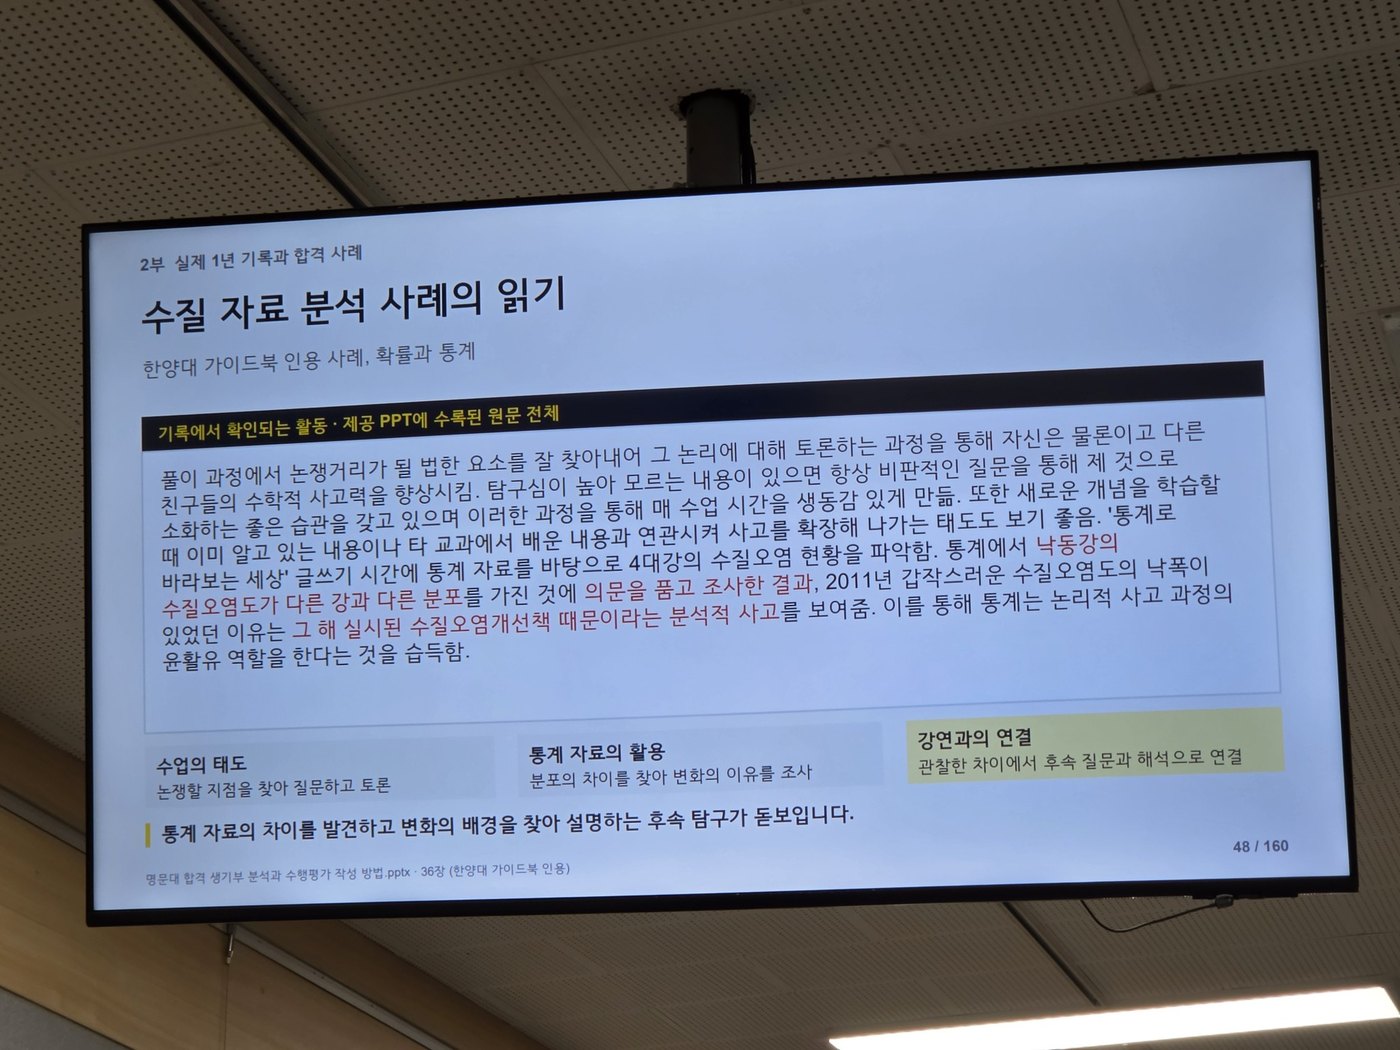 2부 실제 1년 기록과 합격 사례
수질 자료 분석 사례의 읽기
한양대 가이드북 인용 사례, 확률과 통계
기록에서 확인되는 활동 · 제공 PPT에 수록된 원문 전체
풀이 과정에서 논쟁거리가 될 법한 요소를 잘 찾아내어 그 논리에 대해 토론하는 과정을 통해 자신은 물론이고 다른
친구들의 수학적 사고력을 향상시킴. 탐구심이 높아 모르는 내용이 있으면 항상 비판적인 질문을 통해 제 것으로
소화하는 좋은 습관을 갖고 있으며 이러한 과정을 통해 매 수업 시간을 생동감 있게 만듦. 또한 새로운 개념을 학습할
때 이미 알고 있는 내용이나 타 교과에서 배운 내용과 연관시켜 사고를 확장해 나가는 태도도 보기 좋음. '통계로
바라보는 세상' 글쓰기 시간에 통계 자료를 바탕으로 4대강의 수질오염 현황을 파악함. 통계에서 낙동강의
수질오염도가 다른 강과 다른 분포를 가진 것에 의문을 품고 조사한 결과, 2011년 갑작스러운 수질오염도의 낙폭이
있었던 이유는 그 해 실시된 수질오염개선책 때문이라는 분석적 사고를 보여줌. 이를 통해 통계는 논리적 사고 과정의
윤활유 역할을 한다는 것을 습득함.
수업의 태도
논쟁할 지점을 찾아 질문하고 토론
통계 자료의 활용
분포의 차이를 찾아 변화의 이유를 조사
강연과의 연결
관찰한 차이에서 후속 질문과 해석으로 연결
통계 자료의 차이를 발견하고 변화의 배경을 찾아 설명하는 후속 탐구가 돋보입니다.
48 / 160
명문대 합격 생기부 분석과 수행평가 작성 방법.pptx · 36장 (한양대 가이드북 인용)